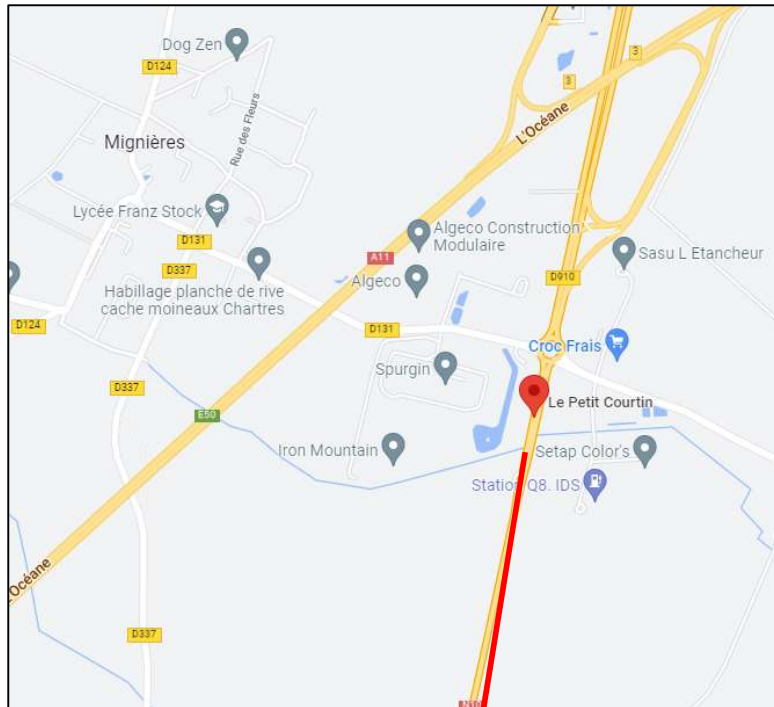 Dog Zen
D124
3
3
L'Océane
Rue des Fleurs
Mignières
Lycée Franz Stock
D131
Algeco Construction
Modulaire
Sasu L Etancheur
A11
D337
Algeco
D910
Habillage planche de rive
cache moineaux Chartres
D124
D131
Croc Frais
Spurgin
D337
Le Petit Courtin
E50
Iron Mountain
Setap Color's
Station Q8. IDS
L'Océane
D337
N10